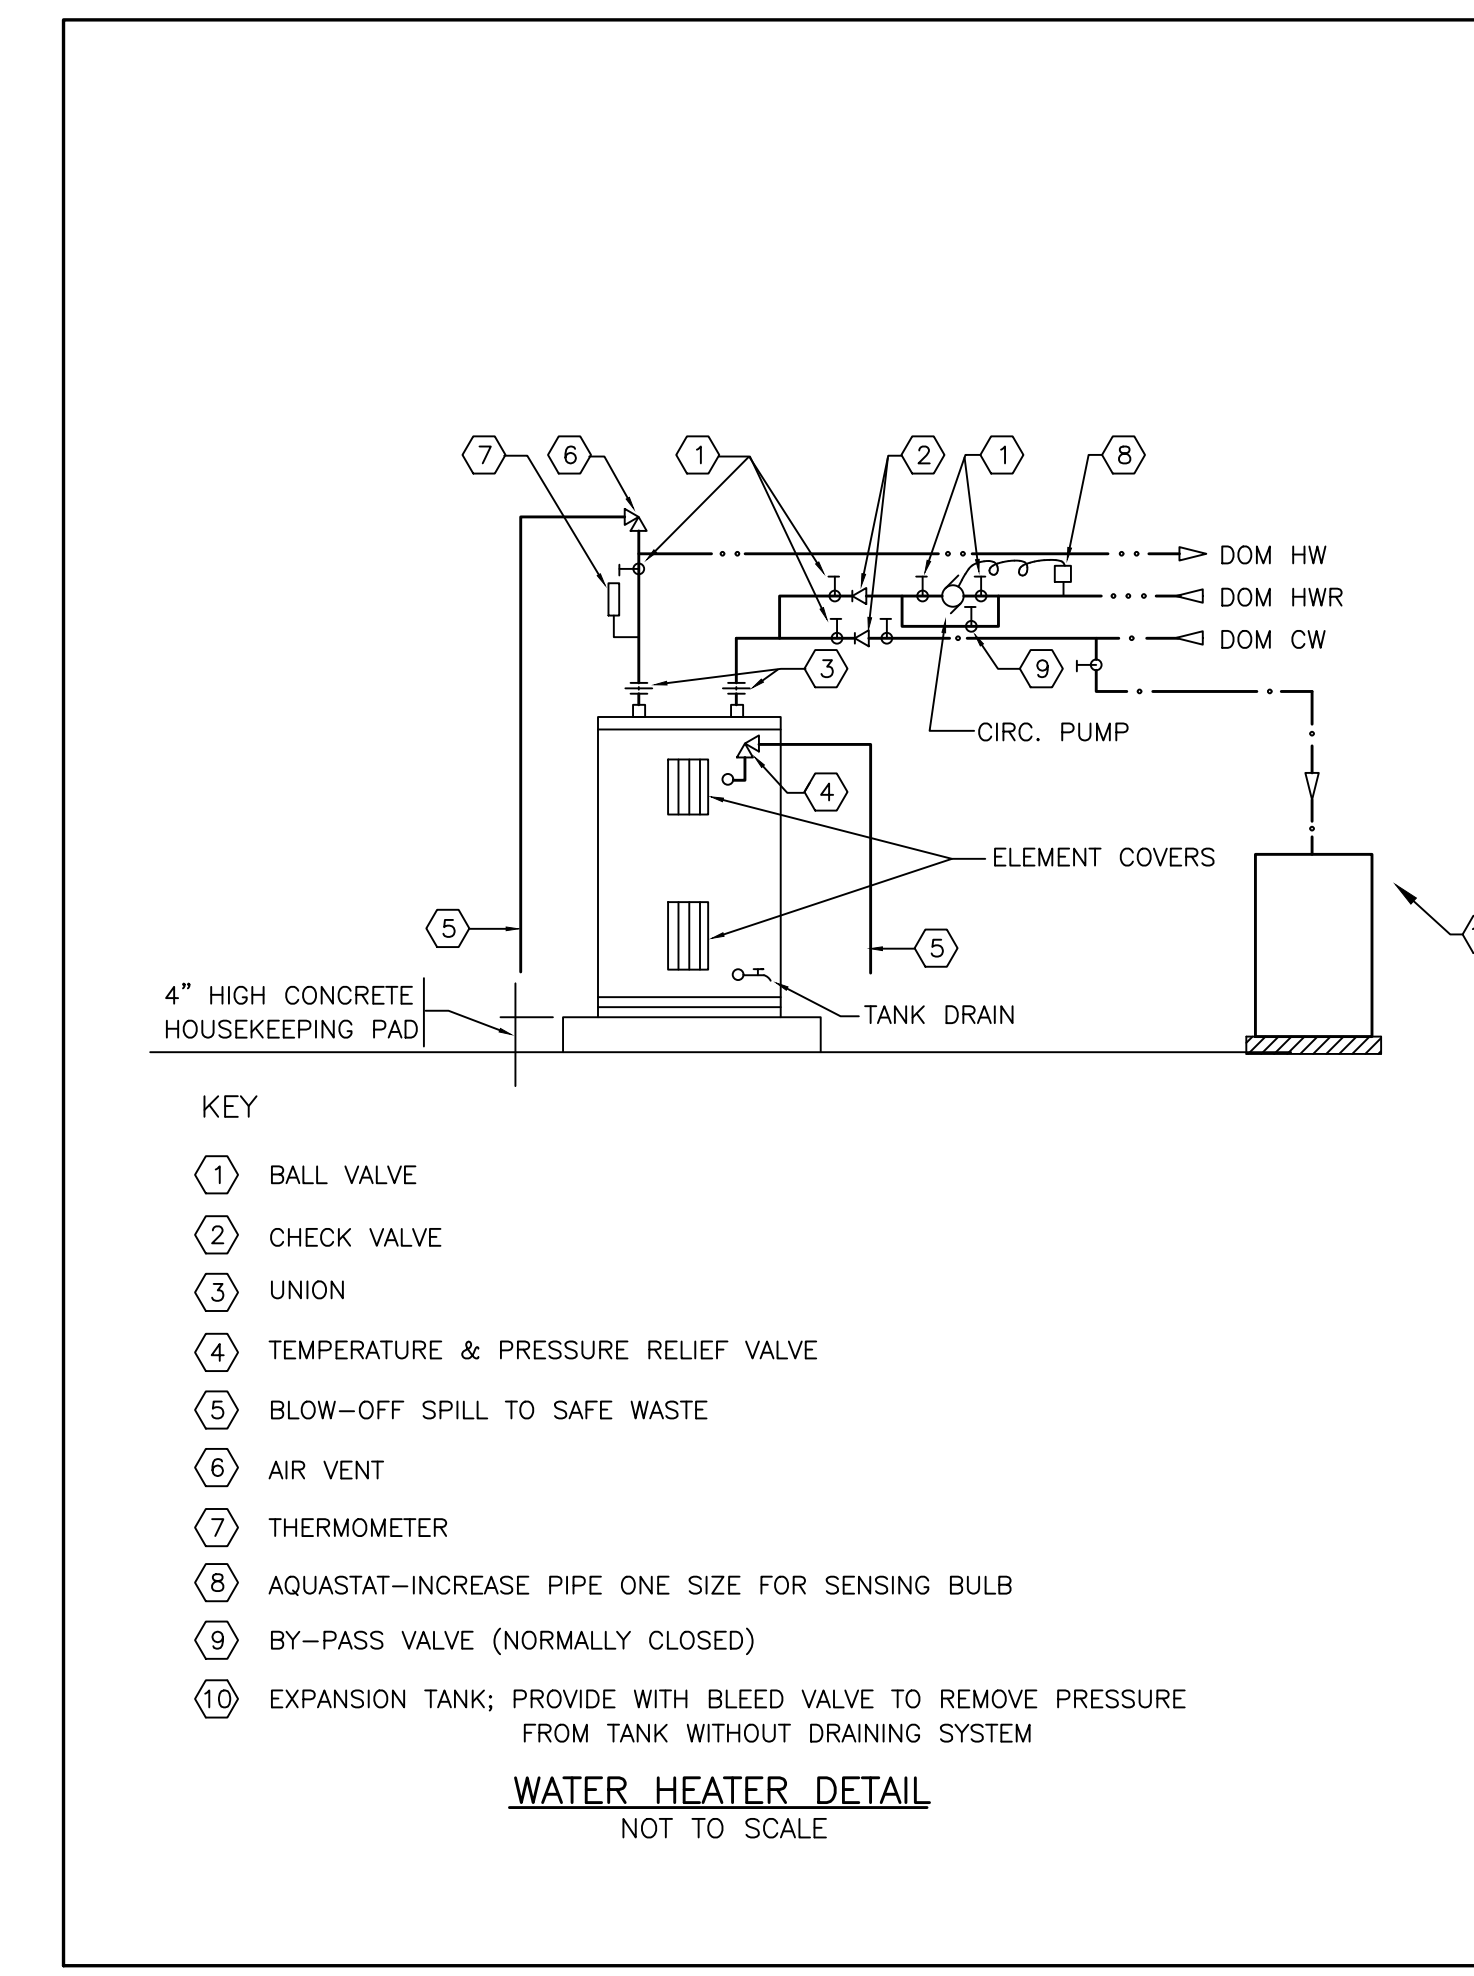 7
6
1
2
1
8
DOM HW
DOM HWR
DOM CW
3
9
CIRC. PUMP
4
ELEMENT COVERS
5
5
4" HIGH CONCRETE
HOUSEKEEPING PAD
TANK DRAIN
KEY
1 BALL VALVE
2 CHECK VALVE
3 UNION
4 TEMPERATURE & PRESSURE RELIEF VALVE
5 BLOW-OFF SPILL TO SAFE WASTE
6 AIR VENT
7 THERMOMETER
8 AQUASTAT-INCREASE PIPE ONE SIZE FOR SENSING BULB
9 BY-PASS VALVE (NORMALLY CLOSED)
10 EXPANSION TANK; PROVIDE WITH BLEED VALVE TO REMOVE PRESSURE
FROM TANK WITHOUT DRAINING SYSTEM
WATER HEATER DETAIL
NOT TO SCALE